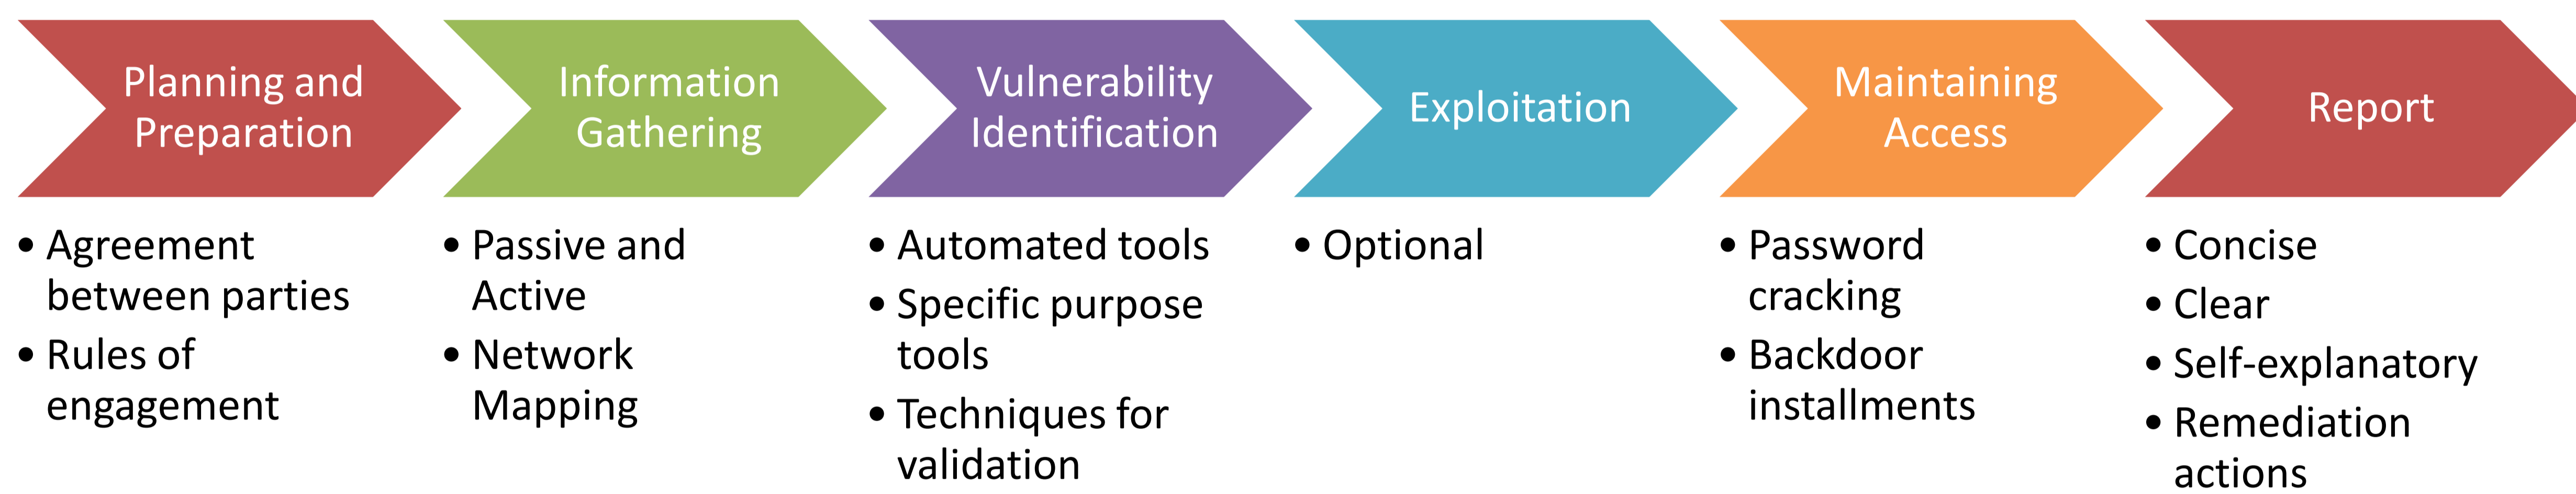 Planning and
Preparation
• Agreement
between parties
• Rules of
engagement
Information
Gathering
• Passive and
Active
• Network
Mapping
Vulnerability
Identification
• Automated tools
• Specific purpose
tools
• Techniques for
validation
Exploitation
• Optional
Maintaining
Access
• Password
cracking
• Backdoor
installments
Report
• Concise
• Clear
• Self-explanatory
• Remediation
actions